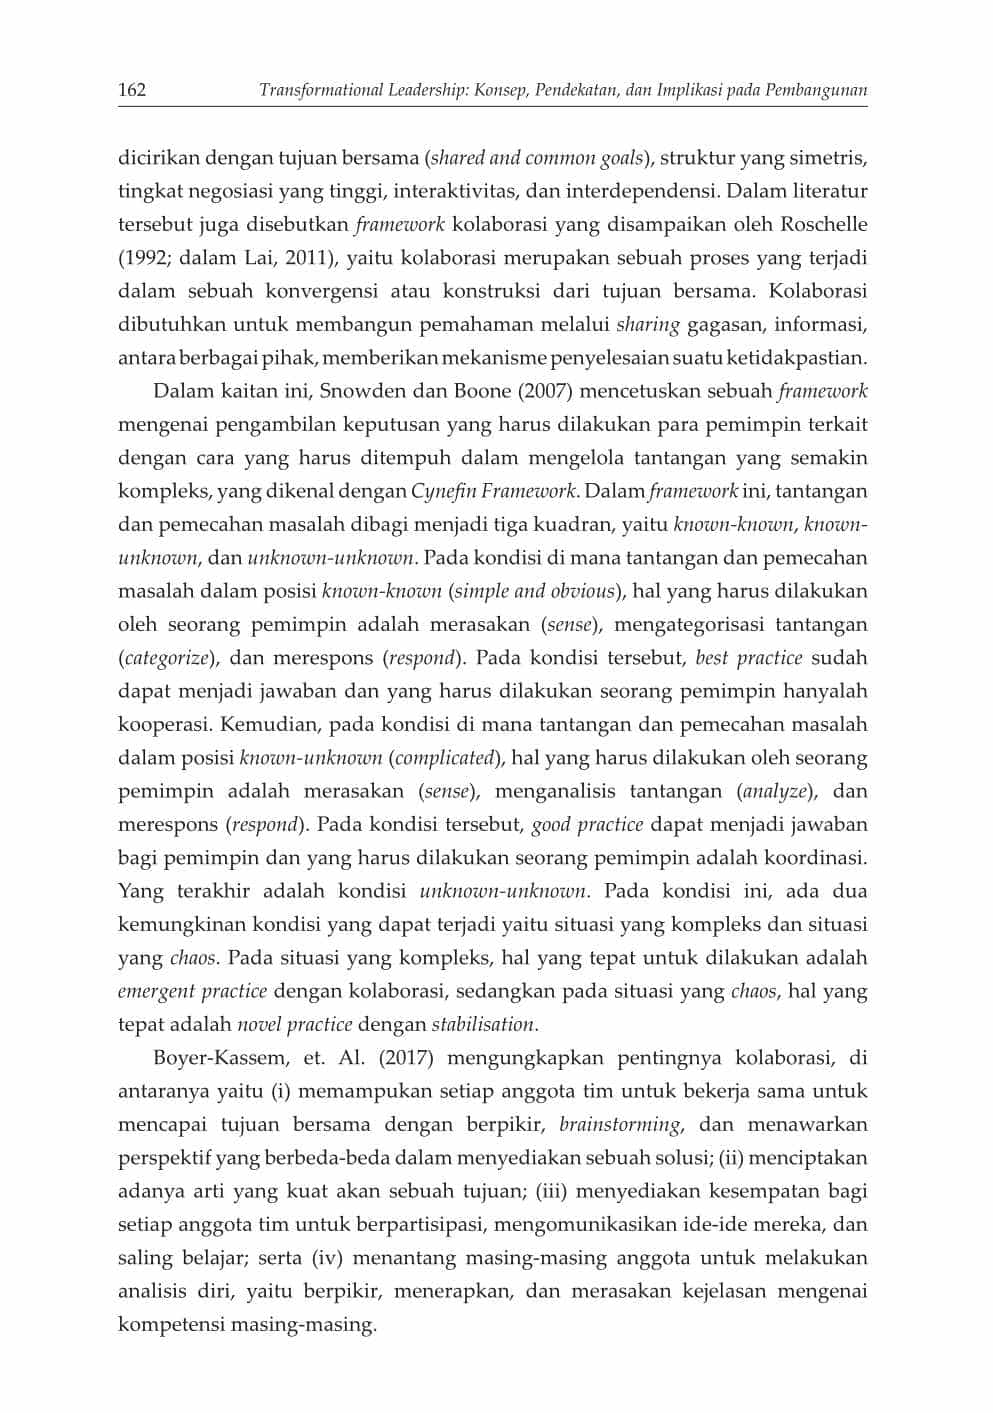 162 Transformational Leadership: Konsep, Pendekatan, dan Implikasi pada Pembangunan
dicirikan dengan tujuan bersama (shared and common goals), struktur yang simetris,
tingkat negosiasi yang tinggi, interaktivitas, dan interdependensi. Dalam literatur
tersebut juga disebutkan framework kolaborasi yang disampaikan oleh Roschelle
(1992; dalam Lai, 2011), yaitu kolaborasi merupakan sebuah proses yang terjadi
dalam sebuah konvergensi atau konstruksi dari tujuan bersama. Kolaborasi
dibutuhkan untuk membangun pemahaman melalui sharing gagasan, informasi,
antara berbagai pihak, memberikan mekanisme penyelesaian suatu ketidakpastian.
Dalam kaitan ini, Snowden dan Boone (2007) mencetuskan sebuah framework
mengenai pengambilan keputusan yang harus dilakukan para pemimpin terkait
dengan cara yang harus ditempuh dalam mengelola tantangan yang semakin
kompleks, yang dikenal dengan Cynefin Framework. Dalam framework ini, tantangan
dan pemecahan masalah dibagi menjadi tiga kuadran, yaitu known-known, known-
unknown, dan unknown-unknown. Pada kondisi di mana tantangan dan pemecahan
masalah dalam posisi known-known (simple and obvious), hal yang harus dilakukan
oleh seorang pemimpin adalah merasakan (sense), mengategorisasi tantangan
(categorize), dan merespons (respond). Pada kondisi tersebut, best practice sudah
dapat menjadi jawaban dan yang harus dilakukan seorang pemimpin hanyalah
kooperasi. Kemudian, pada kondisi di mana tantangan dan pemecahan masalah
dalam posisi known-unknown (complicated), hal yang harus dilakukan oleh seorang
pemimpin adalah merasakan (sense), menganalisis tantangan (analyze), dan
merespons (respond). Pada kondisi tersebut, good practice dapat menjadi jawaban
bagi pemimpin dan yang harus dilakukan seorang pemimpin adalah koordinasi.
Yang terakhir adalah kondisi unknown-unknown. Pada kondisi ini, ada dua
kemungkinan kondisi yang dapat terjadi yaitu situasi yang kompleks dan situasi
yang chaos. Pada situasi yang kompleks, hal yang tepat untuk dilakukan adalah
emergent practice dengan kolaborasi, sedangkan pada situasi yang chaos, hal yang
tepat adalah novel practice dengan stabilisation.
Boyer-Kassem, et. Al. (2017) mengungkapkan pentingnya kolaborasi, di
antaranya yaitu (i) memampukan setiap anggota tim untuk bekerja sama untuk
mencapai tujuan bersama dengan berpikir, brainstorming, dan menawarkan
perspektif yang berbeda-beda dalam menyediakan sebuah solusi; (ii) menciptakan
adanya arti yang kuat akan sebuah tujuan; (iii) menyediakan kesempatan bagi
setiap anggota tim untuk berpartisipasi, mengomunikasikan ide-ide mereka, dan
saling belajar; serta (iv) menantang masing-masing anggota untuk melakukan
analisis diri, yaitu berpikir, menerapkan, dan merasakan kejelasan mengenai
kompetensi masing-masing.